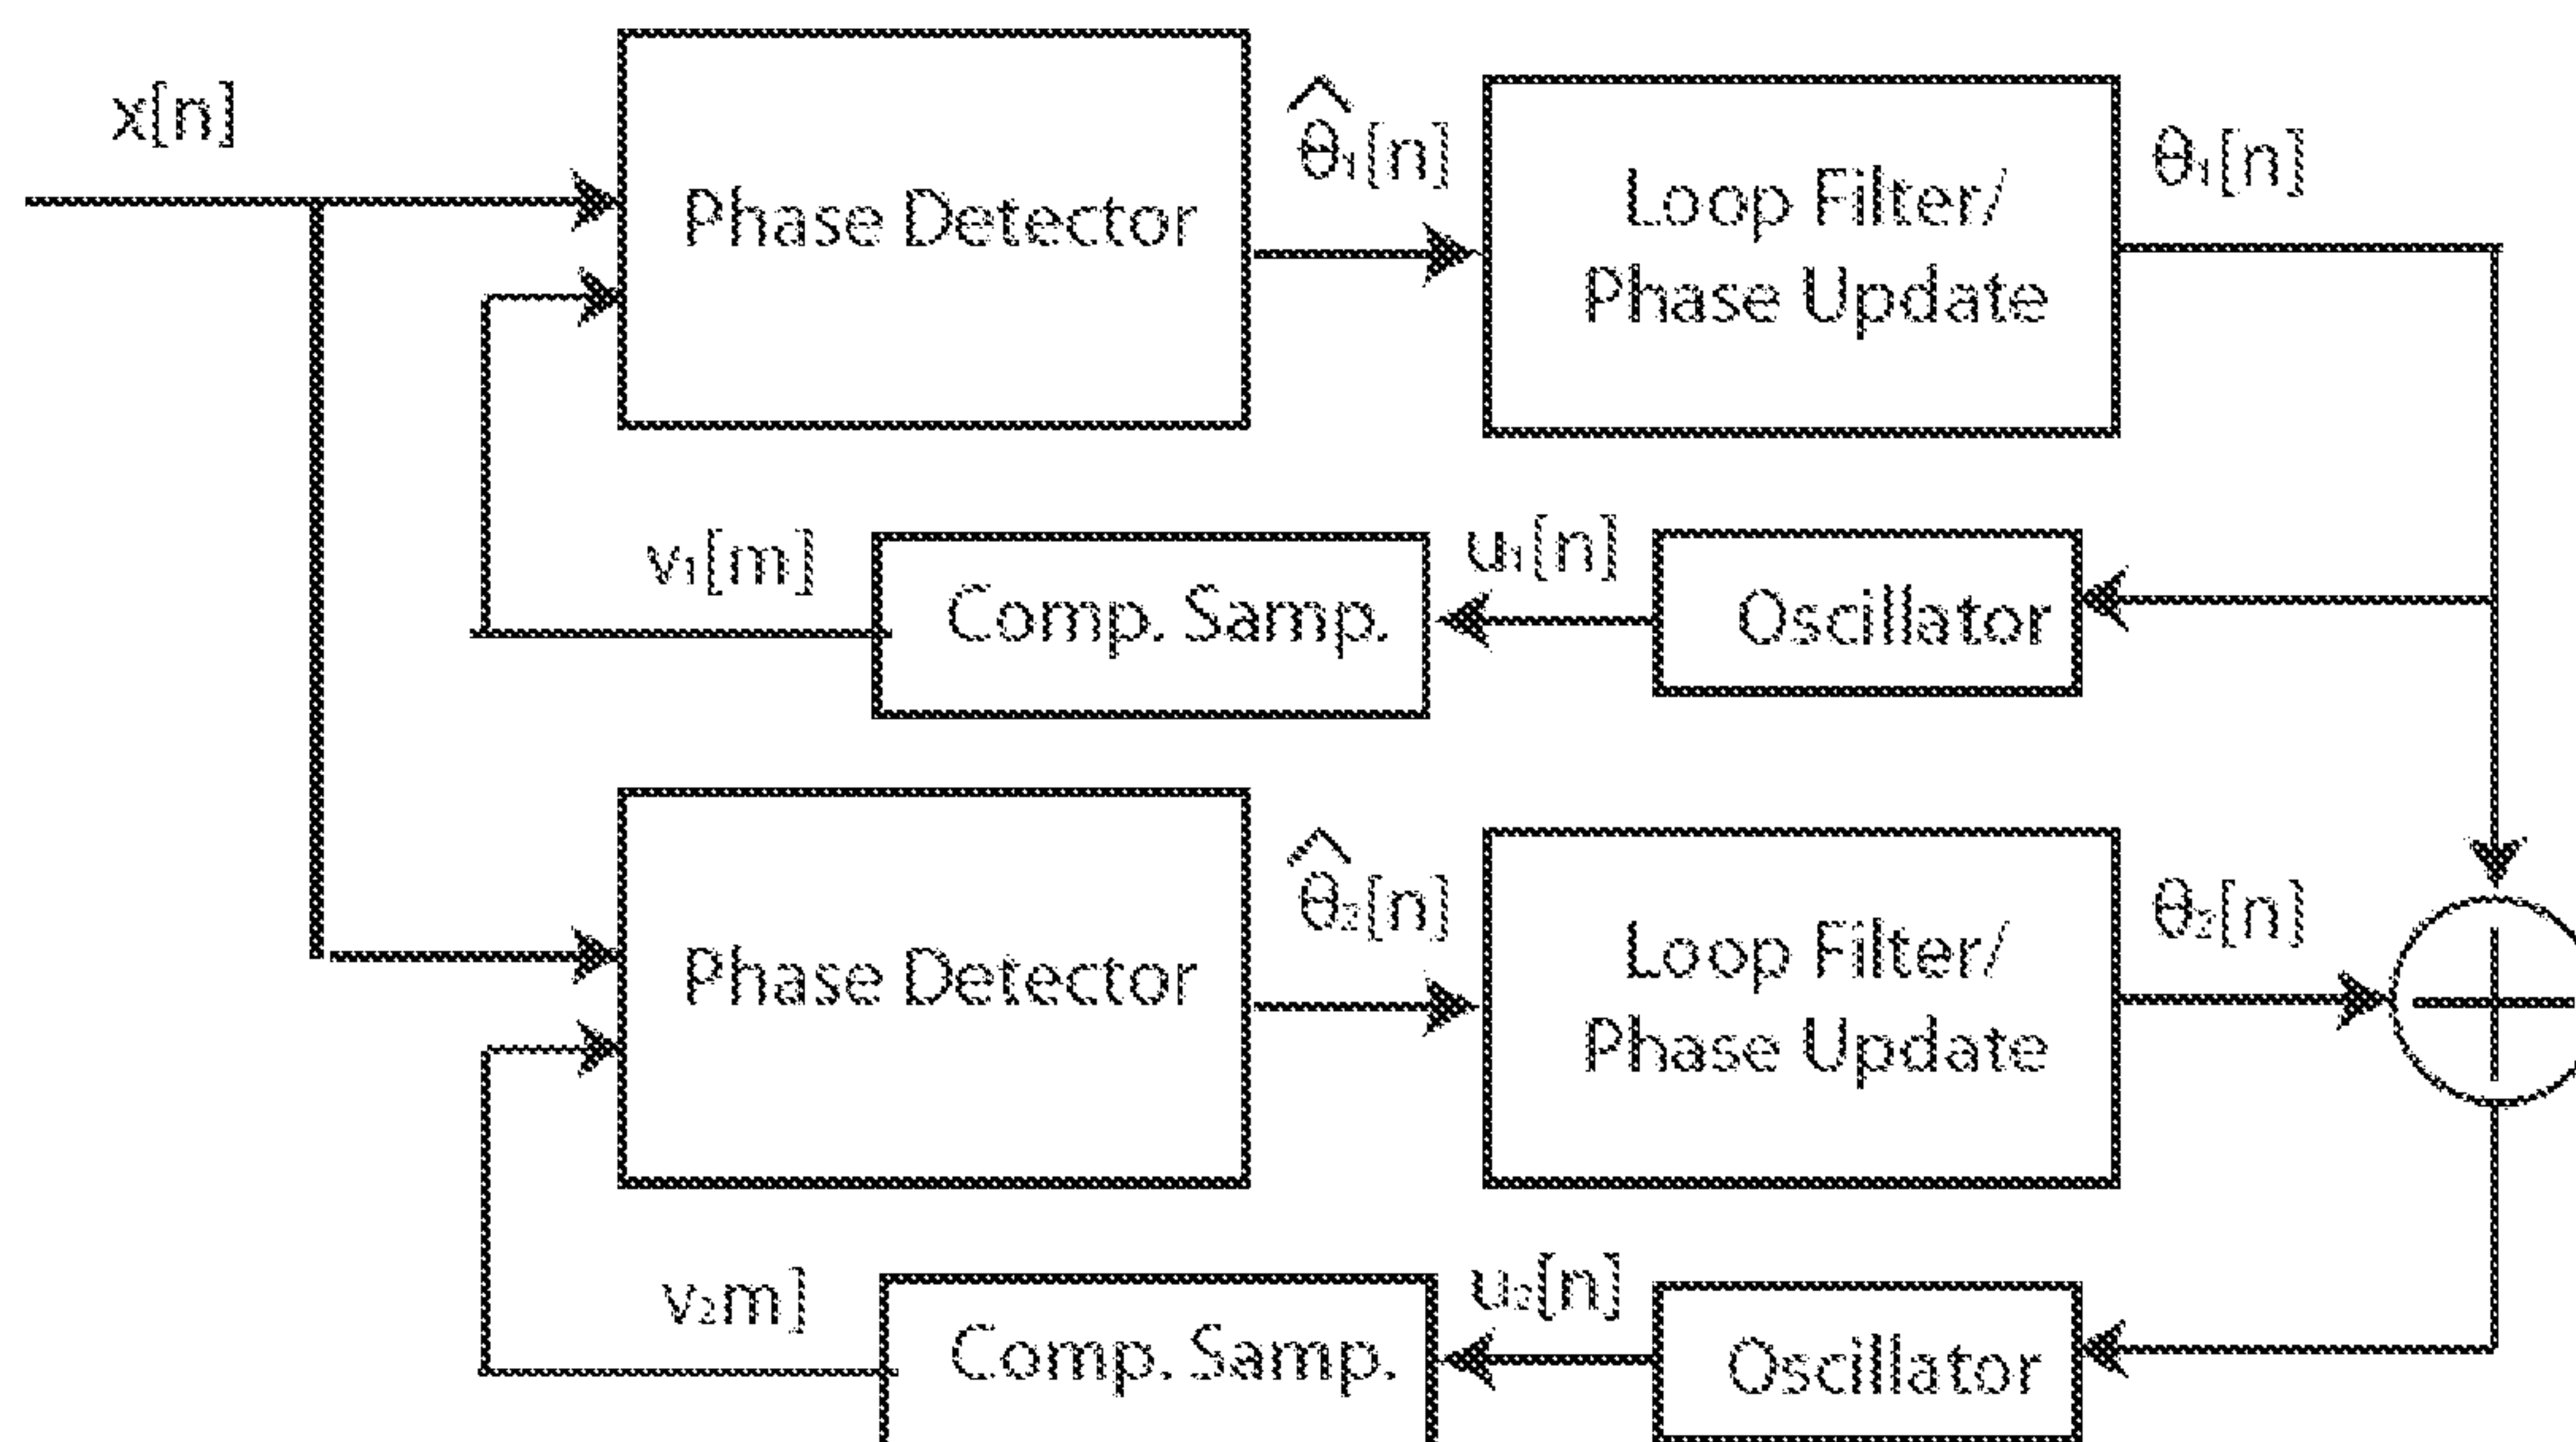 x[n]
Phase Detector
θ̂₁[n]
Loop Filter/
Phase Update
θ₁[n]
v₁[m]
Comp. Samp.
u₁[n]
Oscillator
Phase Detector
θ̂₂[n]
Loop Filter/
Phase Update
θ₂[n]
v₂m]
Comp. Samp.
u₂[n]
Oscillator